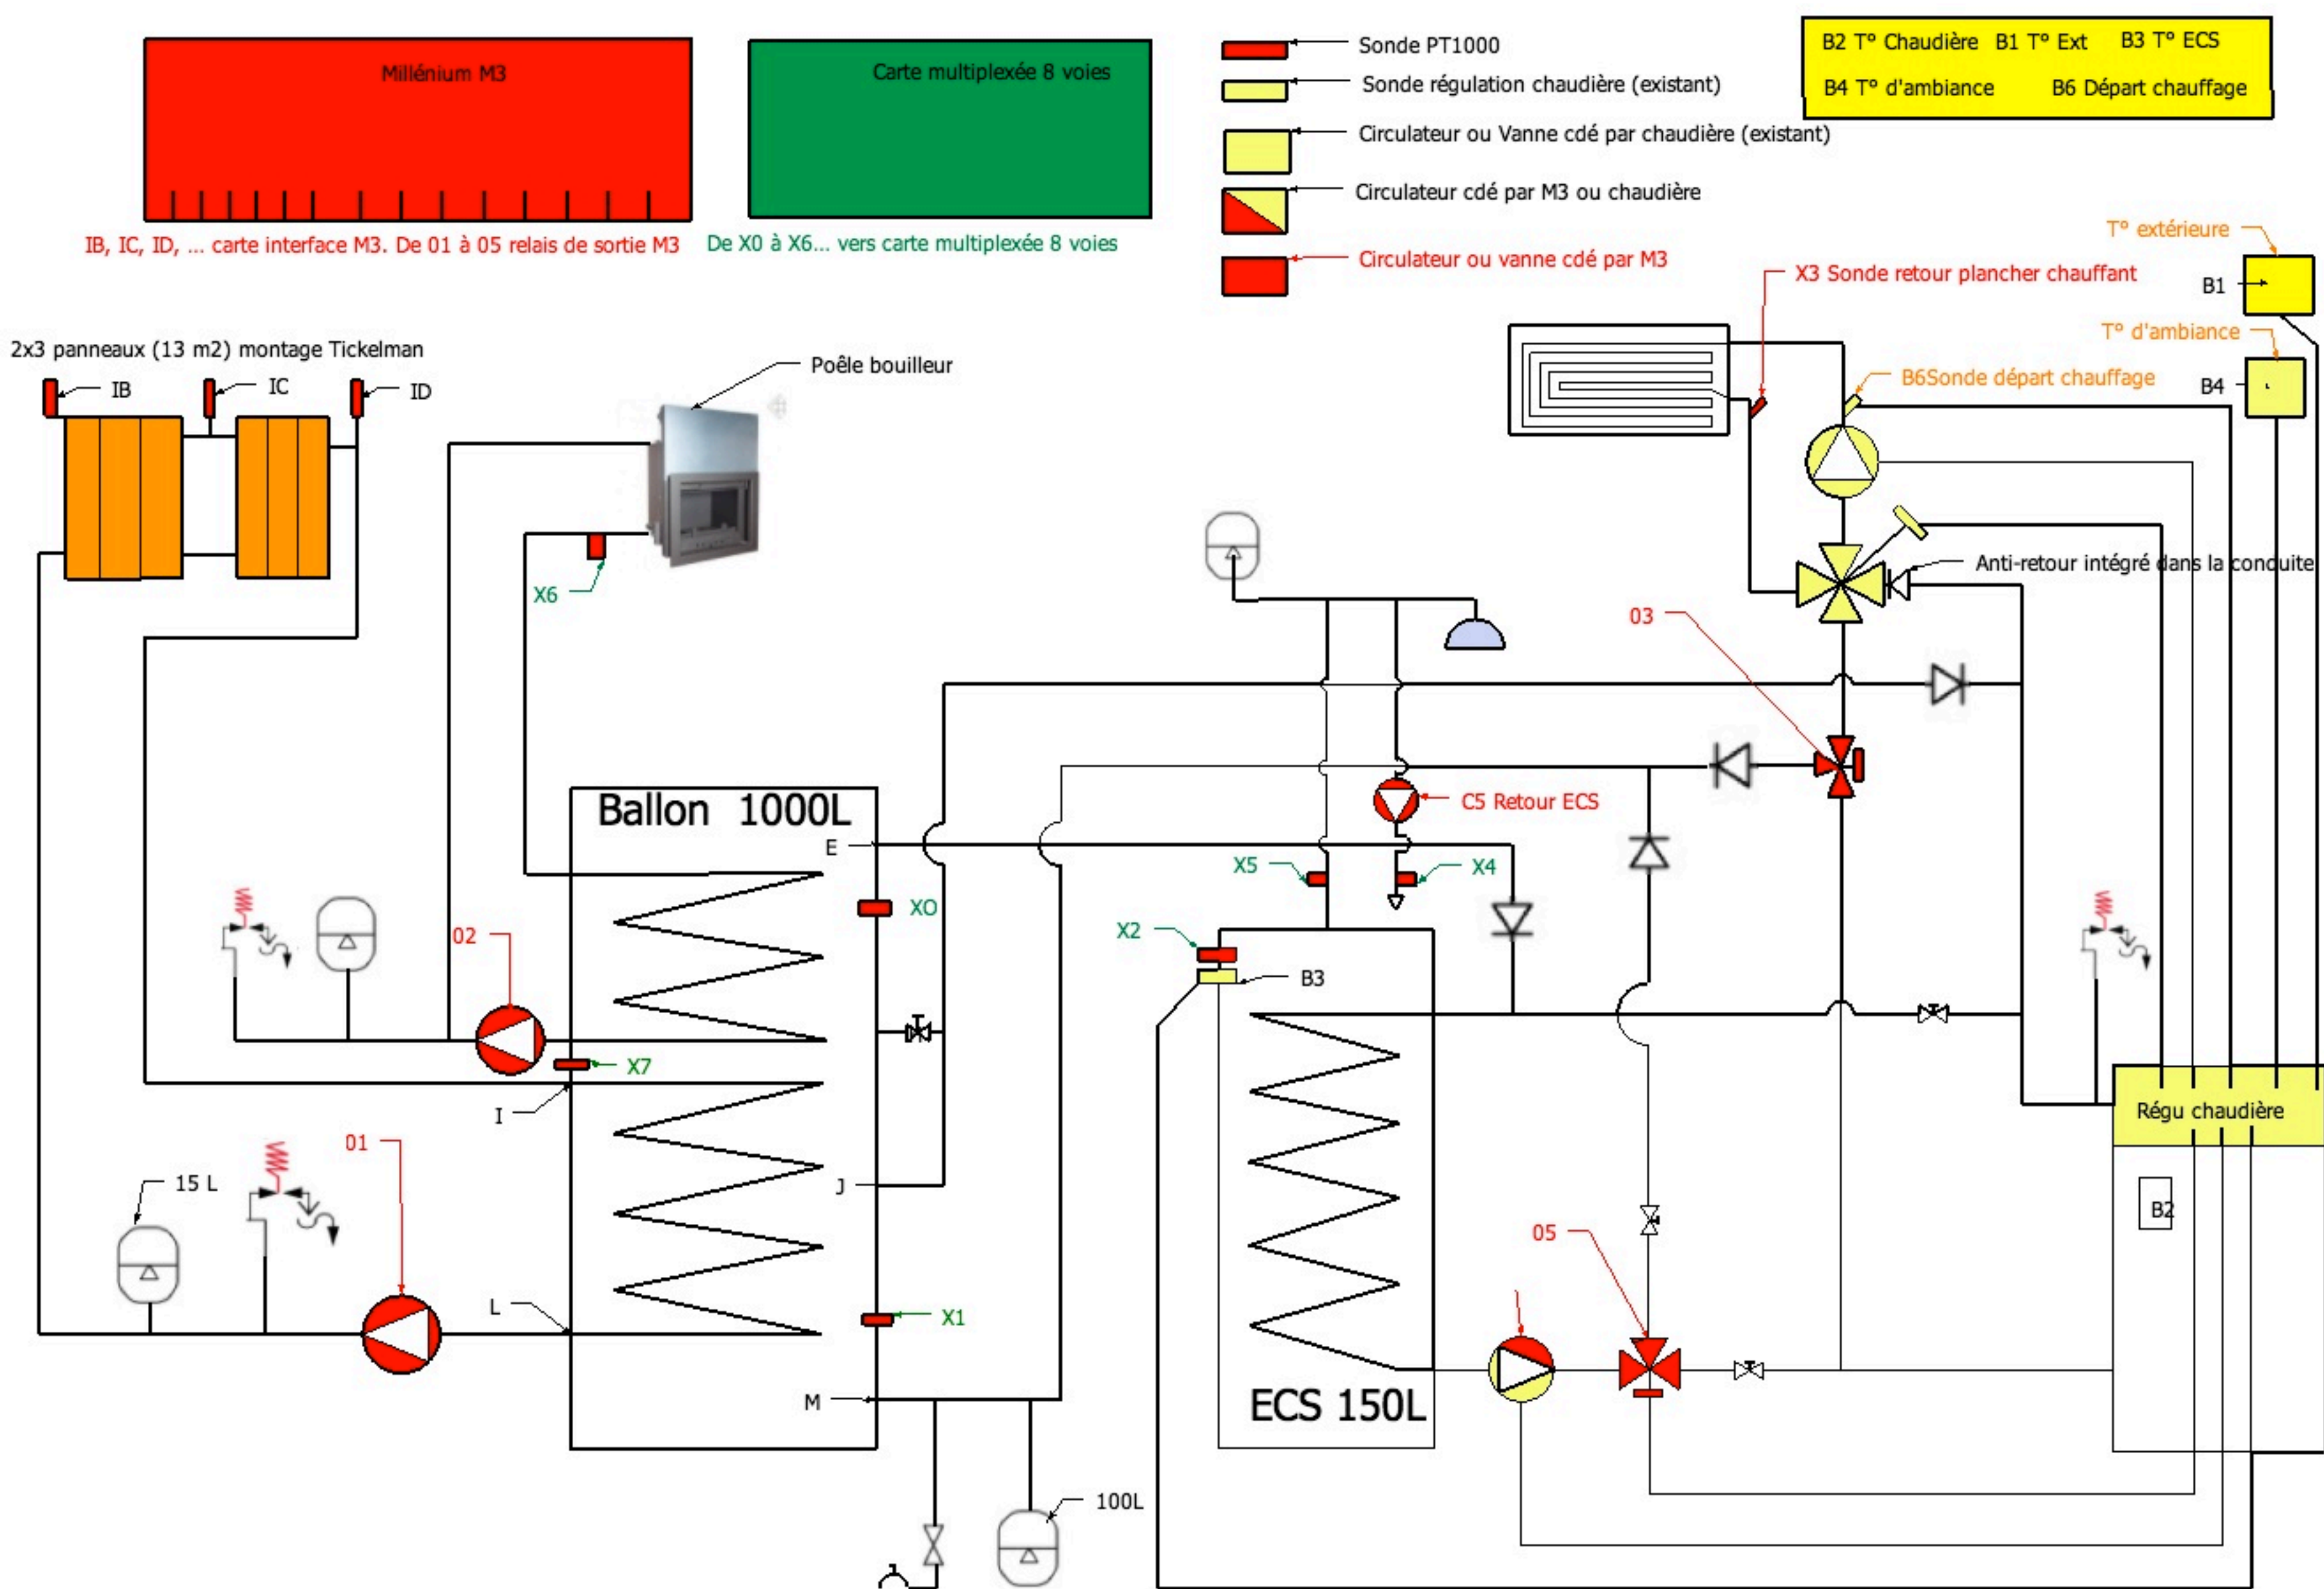 Millénium M3
Carte multiplexée 8 voies
Sonde PT1000
Sonde régulation chaudière (existant)
Circulateur ou Vanne cdé par chaudière (existant)
Circulateur cdé par M3 ou chaudière
Circulateur ou vanne cdé par M3
B2 T° Chaudière B1 T° Ext B3 T° ECS
B4 T° d'ambiance B6 Départ chauffage
IB, IC, ID, ... carte interface M3. De 01 à 05 relais de sortie M3
De X0 à X6... vers carte multiplexée 8 voies
T° extérieure
X3 Sonde retour plancher chauffant
B1
T° d'ambiance
2x3 panneaux (13 m2) montage Tickelman
Poêle bouilleur
IB
IC
ID
B6Sonde départ chauffage
B4
Anti-retour intégré dans la conduite
X6
03
Ballon 1000L
C5 Retour ECS
E
X5
X4
XO
02
X2
B3
X7
I
Régu chaudière
01
15 L
J
B2
05
L
X1
M
ECS 150L
100L